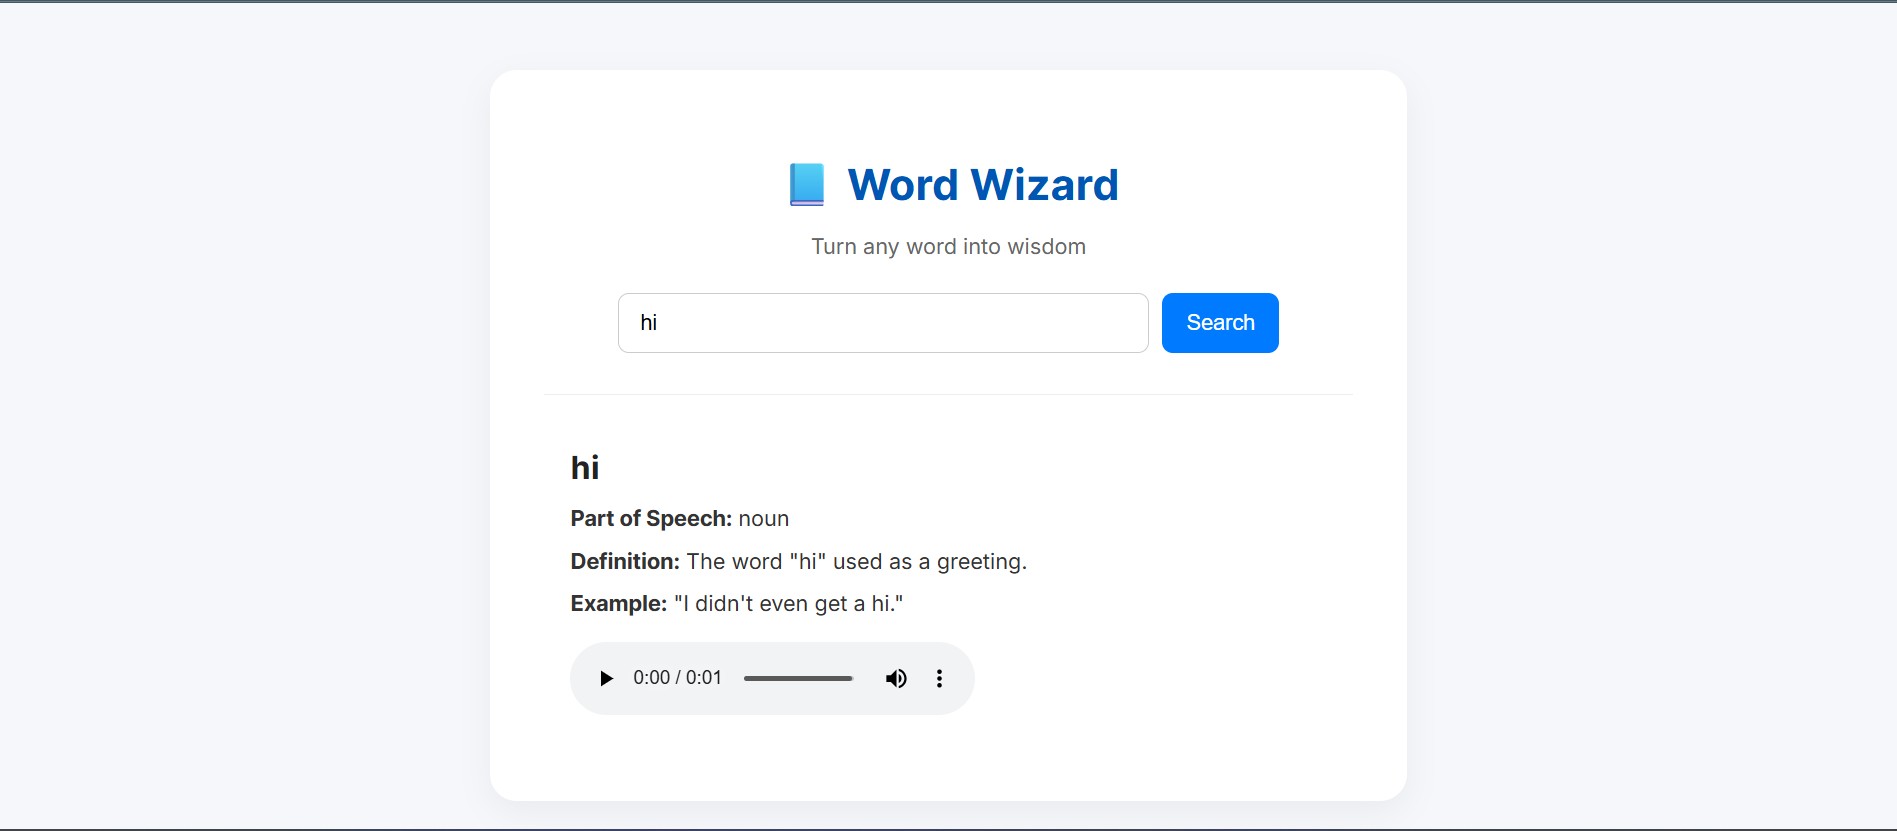 Word Wizard
Turn any word into wisdom
hi
Search
hi
Part of Speech: noun
Definition: The word "hi" used as a greeting.
Example: "I didn't even get a hi."
0:00 / 0:01